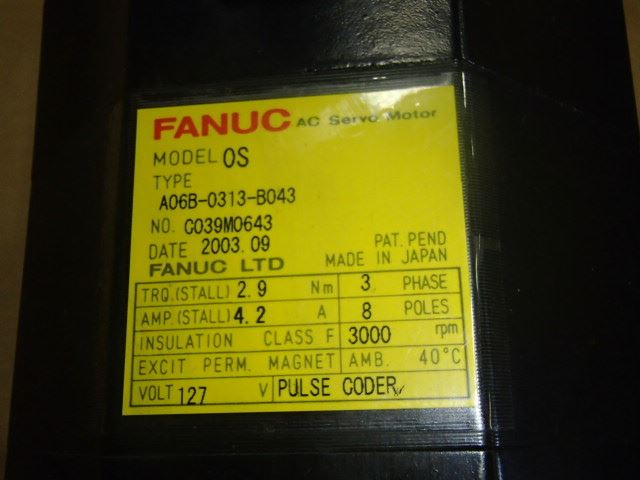 FANUC AC Servo Motor
MODEL 0S
TYPE
A06B-0313-B043
NO. C039M0643
DATE 2003.09 PAT. PEND
FANUC LTD MADE IN JAPAN
TRQ.(STALL) 2.9 Nm 3 PHASE
AMP.(STALL) 4.2 A 8 POLES
INSULATION CLASS F 3000 rpm
EXCIT PERM. MAGNET AMB. 40°C
VOLT 127 V PULSE CODER